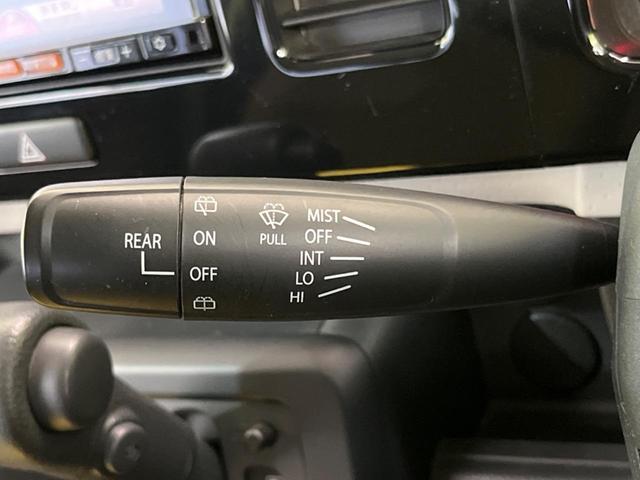 REAR
ON
OFF
PULL
MIST
OFF
INT
LO
HI